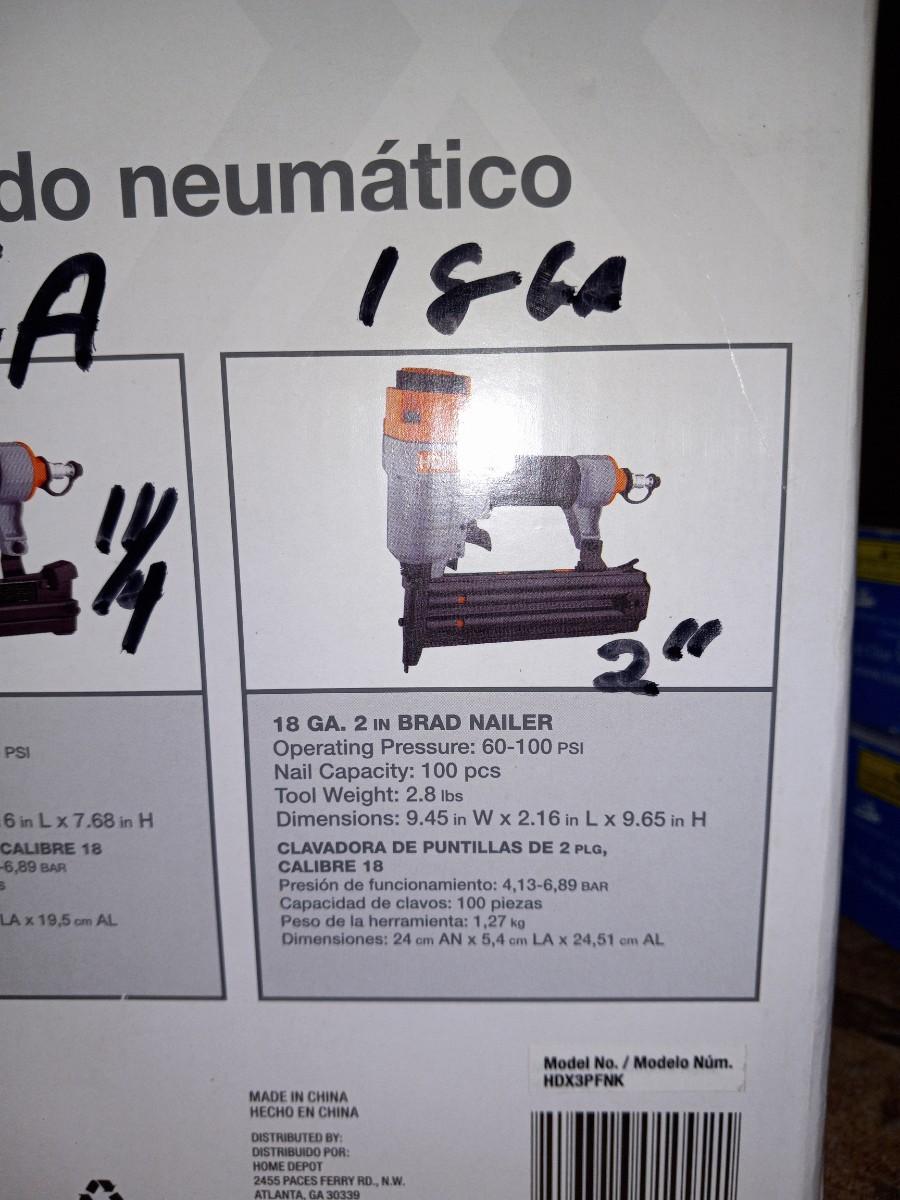 do neumático
A
18 GA
1 1/4
HDX
2"
PSI
6 in L x 7.68 in H
CALIBRE 18
-6,89 BAR
s
LA x 19,5 cm AL
18 GA. 2 IN BRAD NAILER
Operating Pressure: 60-100 PSI
Nail Capacity: 100 pcs
Tool Weight: 2.8 lbs
Dimensions: 9.45 in W x 2.16 in L x 9.65 in H
CLAVADORA DE PUNTILLAS DE 2 PLG,
CALIBRE 18
Presión de funcionamiento: 4,13-6,89 BAR
Capacidad de clavos: 100 piezas
Peso de la herramienta: 1,27 kg
Dimensiones: 24 cm AN x 5,4 cm LA x 24,51 cm AL
Model No. / Modelo Núm.
HDX3PFNK
MADE IN CHINA
HECHO EN CHINA
DISTRIBUTED BY:
DISTRIBUIDO POR:
HOME DEPOT
2455 PACES FERRY RD., N.W.
ATLANTA, GA 30339